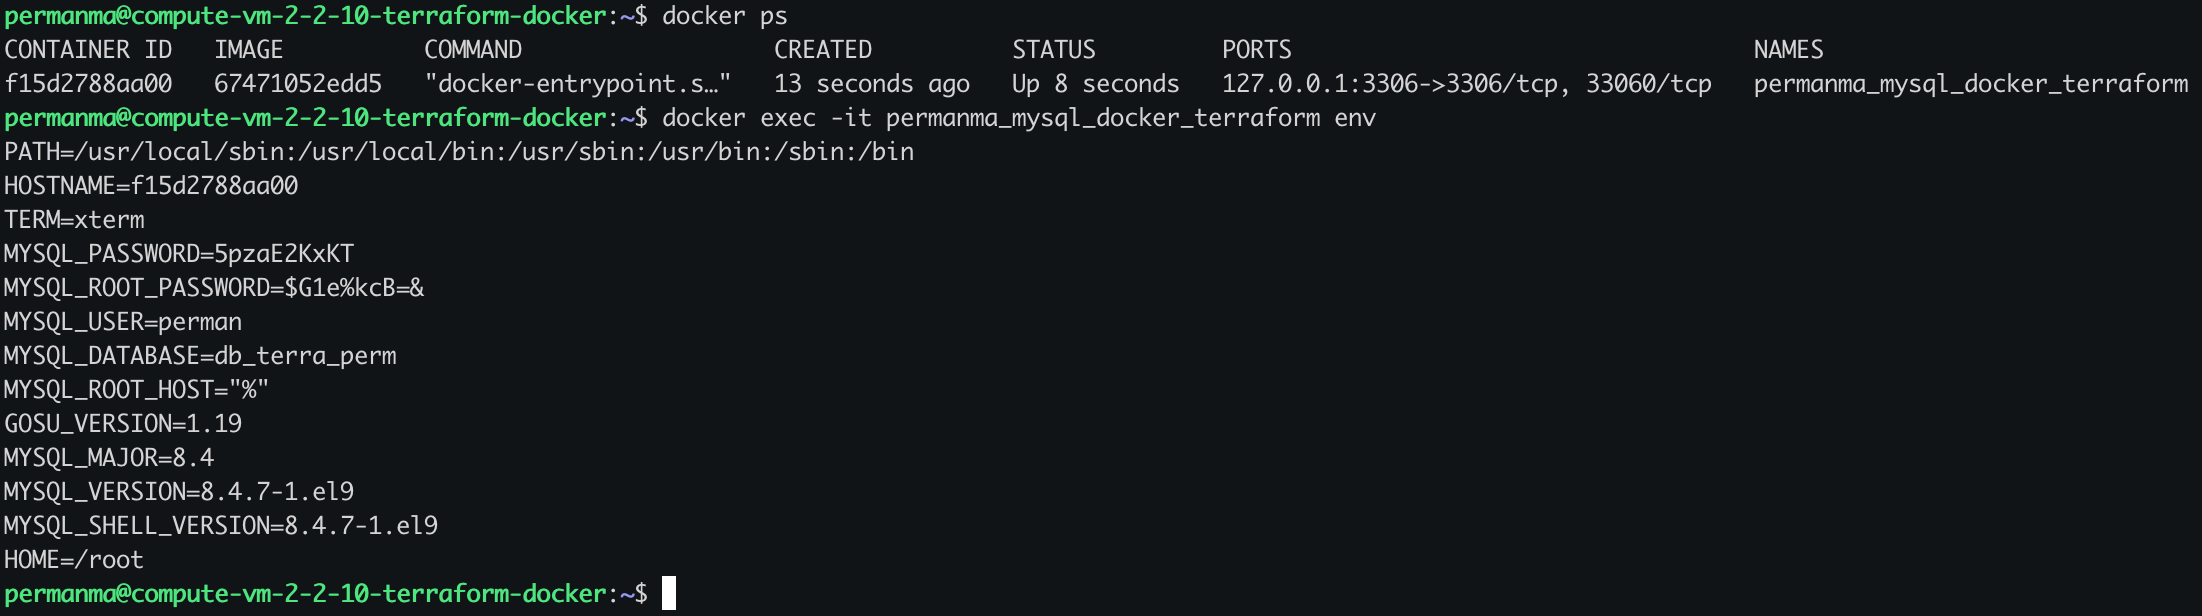 permanma@compute-vm-2-2-10-terraform-docker:~$ docker ps
CONTAINER ID   IMAGE          COMMAND                  CREATED          STATUS         PORTS                                 NAMES
f15d2788aa00   67471052edd5   "docker-entrypoint.s…"   13 seconds ago   Up 8 seconds   127.0.0.1:3306->3306/tcp, 33060/tcp   permanma_mysql_docker_terraform
permanma@compute-vm-2-2-10-terraform-docker:~$ docker exec -it permanma_mysql_docker_terraform env
PATH=/usr/local/sbin:/usr/local/bin:/usr/sbin:/usr/bin:/sbin:/bin
HOSTNAME=f15d2788aa00
TERM=xterm
MYSQL_PASSWORD=5pzaE2KxKT
MYSQL_ROOT_PASSWORD=$G1e%kcB=&
MYSQL_USER=perman
MYSQL_DATABASE=db_terra_perm
MYSQL_ROOT_HOST="%"
GOSU_VERSION=1.19
MYSQL_MAJOR=8.4
MYSQL_VERSION=8.4.7-1.el9
MYSQL_SHELL_VERSION=8.4.7-1.el9
HOME=/root
permanma@compute-vm-2-2-10-terraform-docker:~$